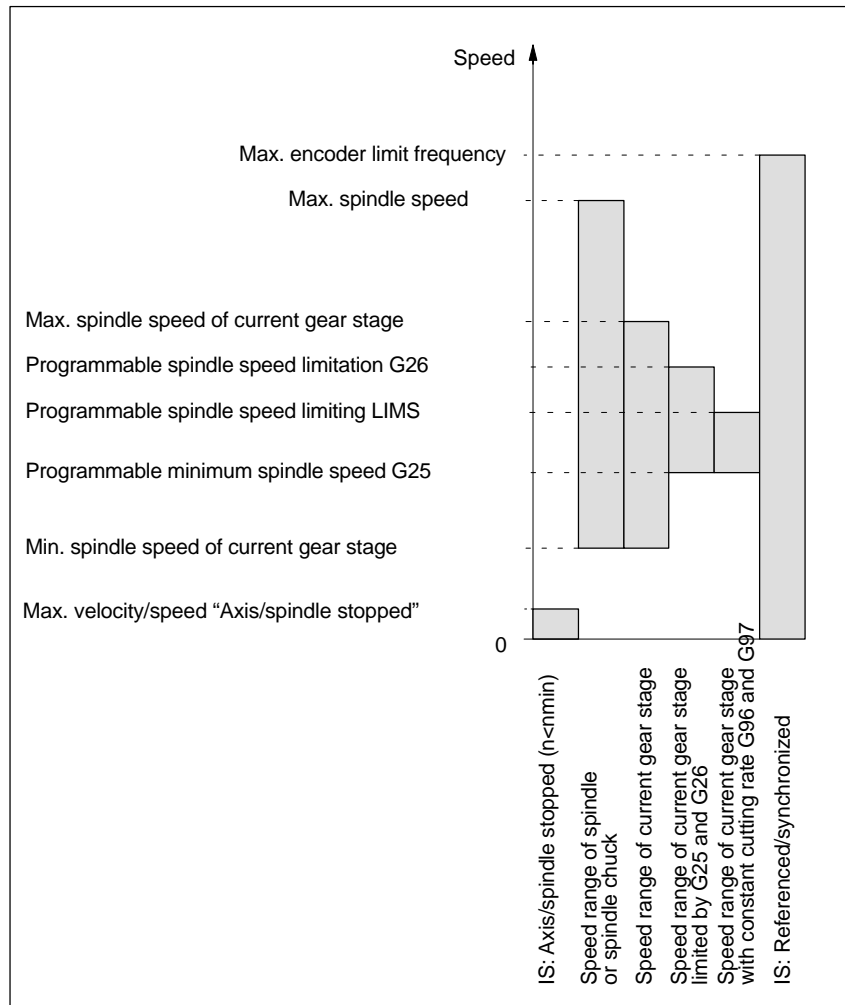 Speed
Max. encoder limit frequency
Max. spindle speed
Max. spindle speed of current gear stage
Programmable spindle speed limitation G26
Programmable spindle speed limiting LIMS
Programmable minimum spindle speed G25
Min. spindle speed of current gear stage
Max. velocity/speed “Axis/spindle stopped”
0
IS: Axis/spindle stopped (n<nmin)
Speed range of spindle
or spindle chuck
Speed range of current gear stage
Speed range of current gear stage
limited by G25 and G26
Speed range of current gear stage
with constant cutting rate G96 and G97
IS: Referenced/synchronized